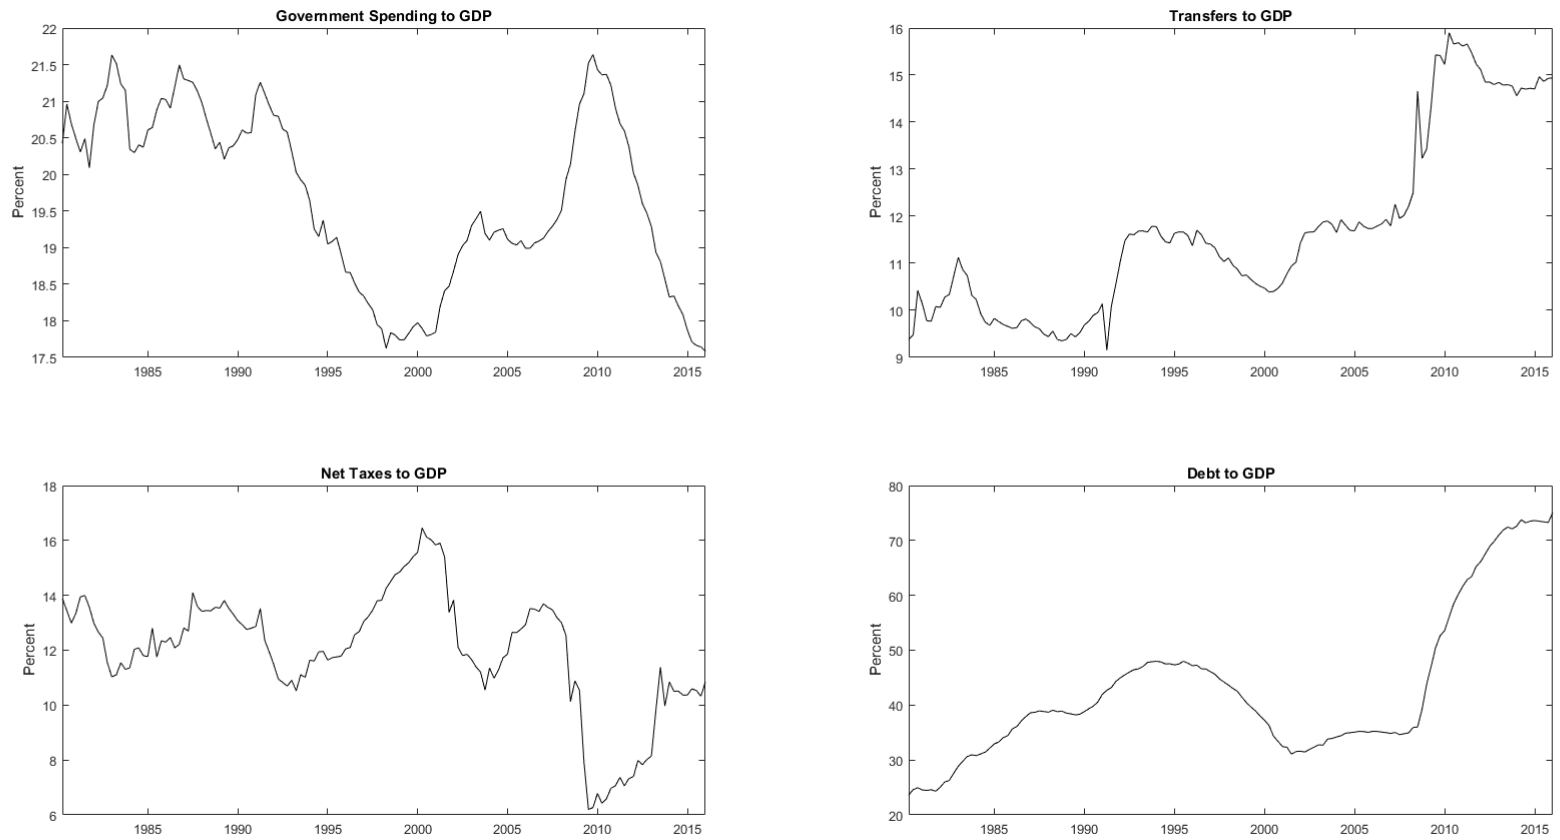 Government Spending to GDP
Percent
22
21.5
21
20.5
20
19.5
19
18.5
18
17.5
1985 1990 1995 2000 2005 2010 2015
Transfers to GDP
Percent
16
15
14
13
12
11
10
9
1985 1990 1995 2000 2005 2010 2015
Net Taxes to GDP
Percent
18
16
14
12
10
8
6
1985 1990 1995 2000 2005 2010 2015
Debt to GDP
Percent
80
70
60
50
40
30
20
1985 1990 1995 2000 2005 2010 2015